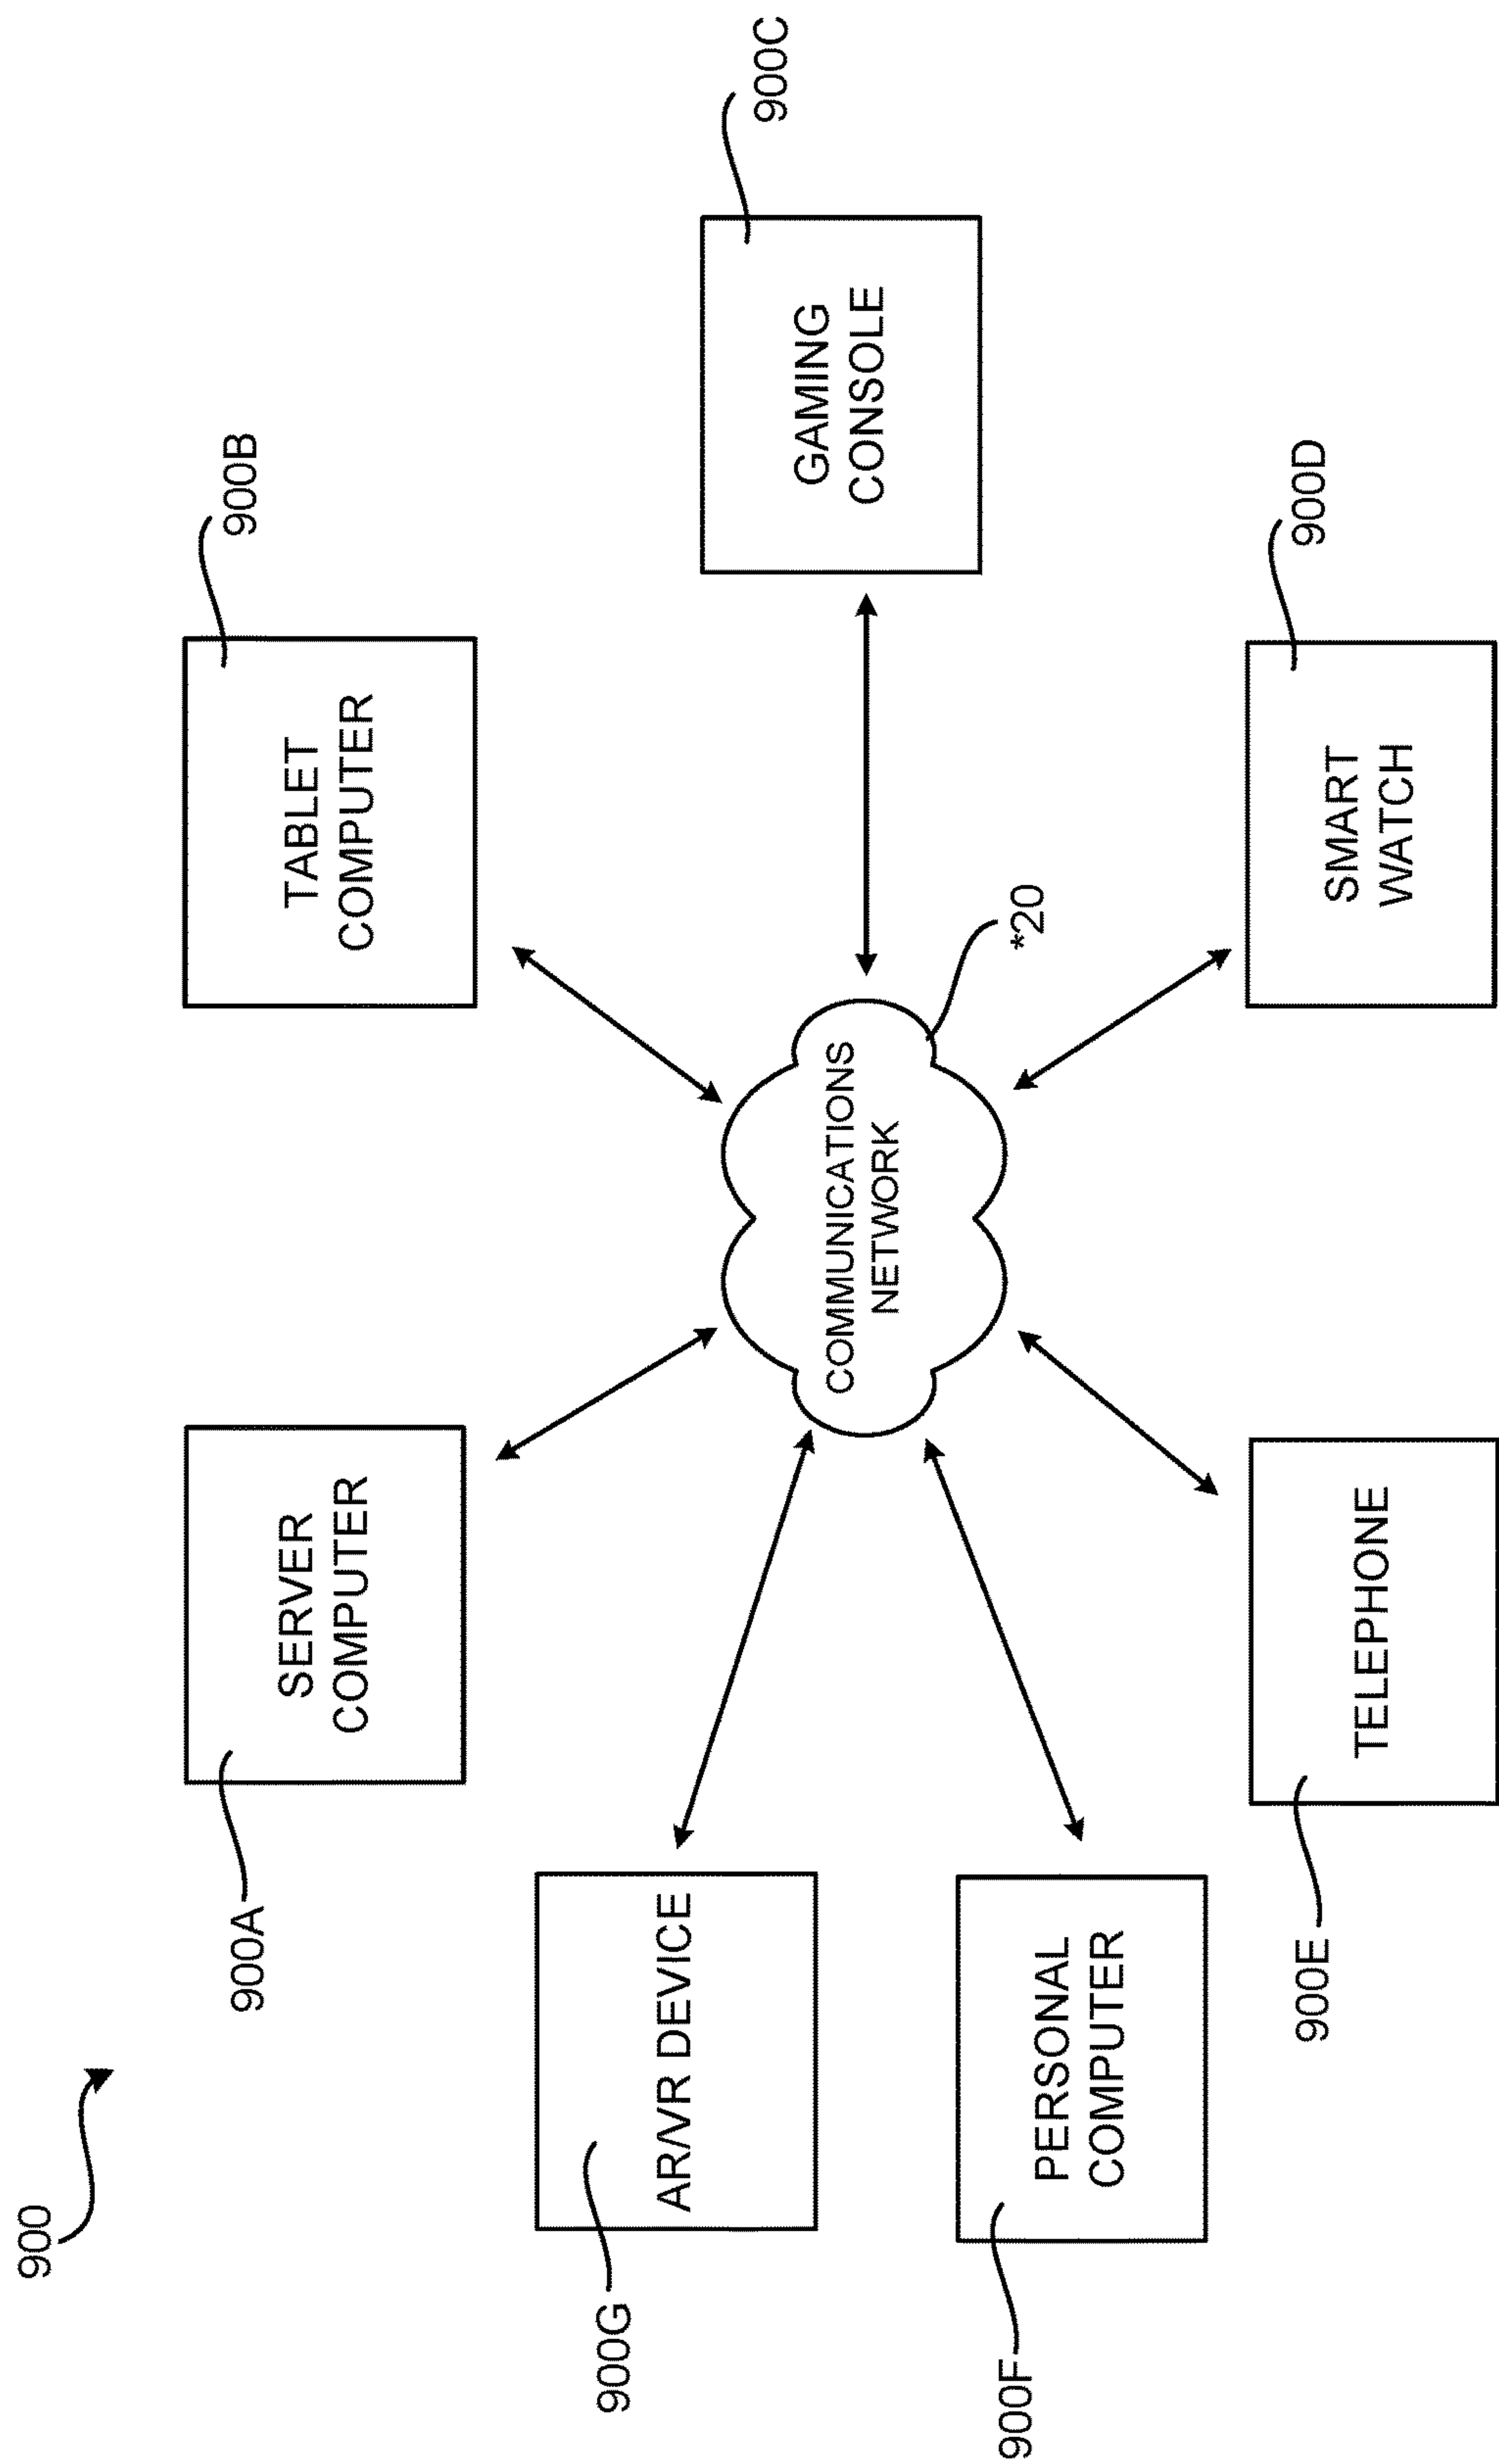 900
900A
SERVER
COMPUTER
TABLET
COMPUTER
900B
900G
AR/VR DEVICE
COMMUNICATIONS
NETWORK
*20
GAMING
CONSOLE
900C
900F
PERSONAL
COMPUTER
900E
TELEPHONE
SMART
WATCH
900D